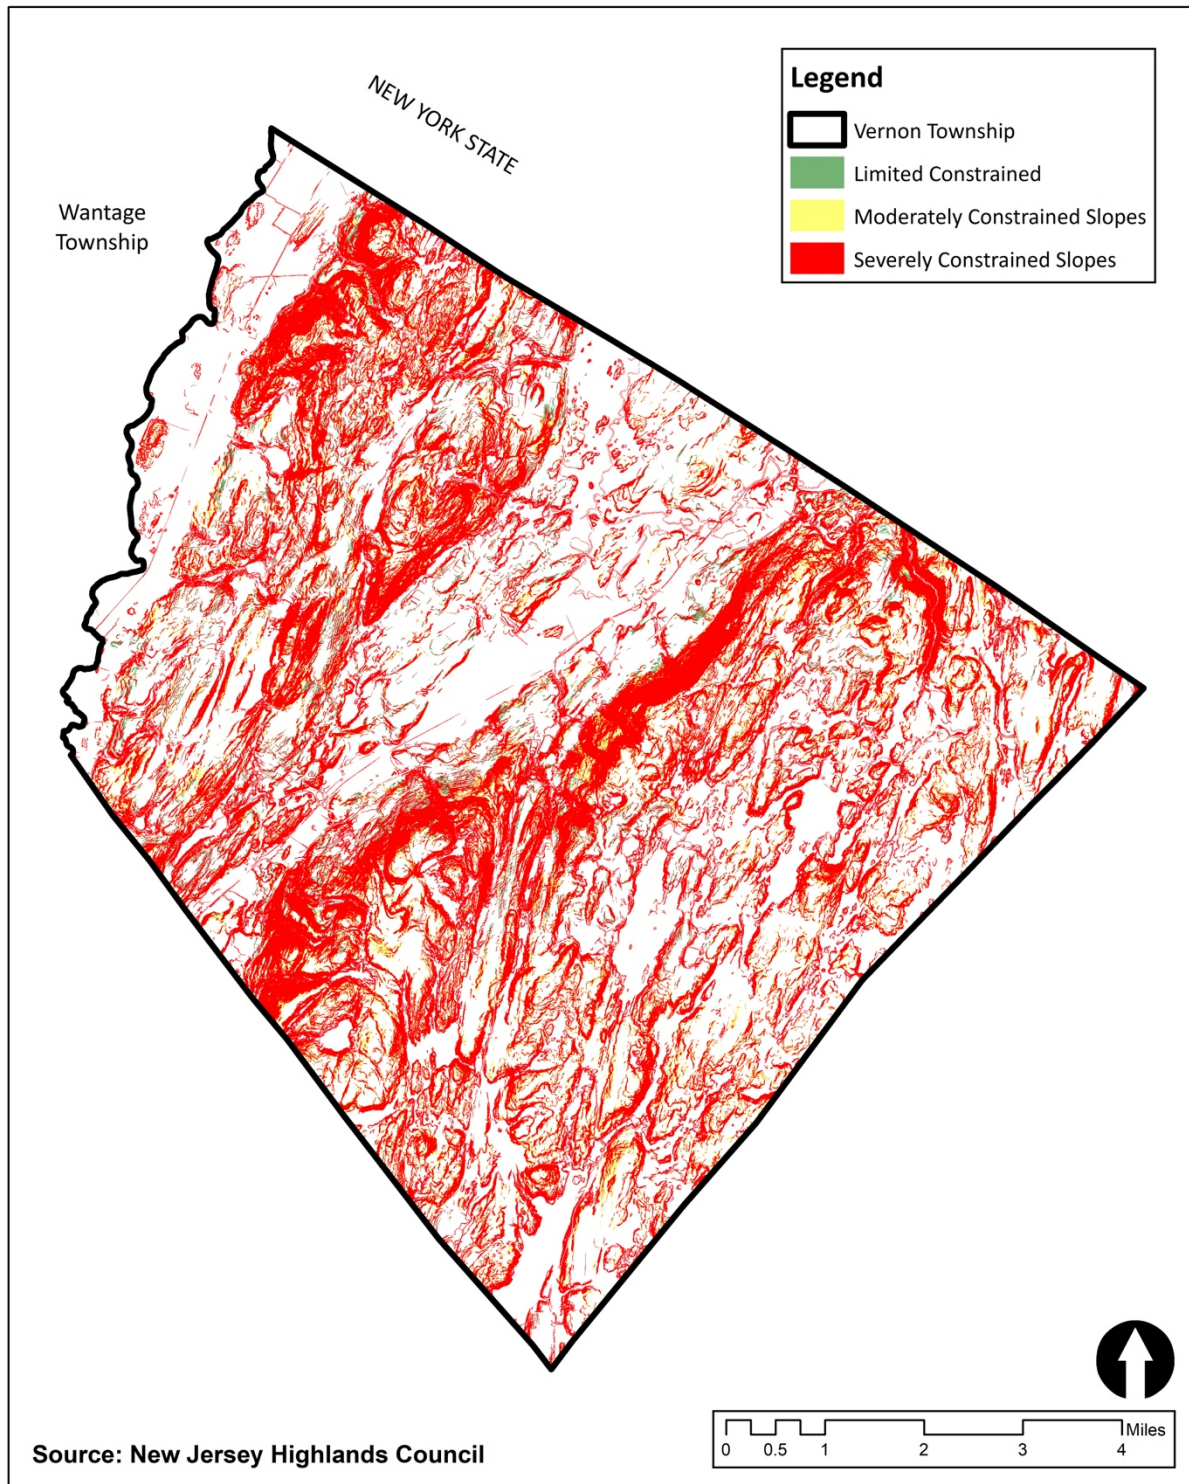 NEW YORK STATE
Wantage
Township
Legend
Vernon Township
Limited Constrained
Moderately Constrained Slopes
Severely Constrained Slopes
Miles
0 0.5 1 2 3 4
Source: New Jersey Highlands Council